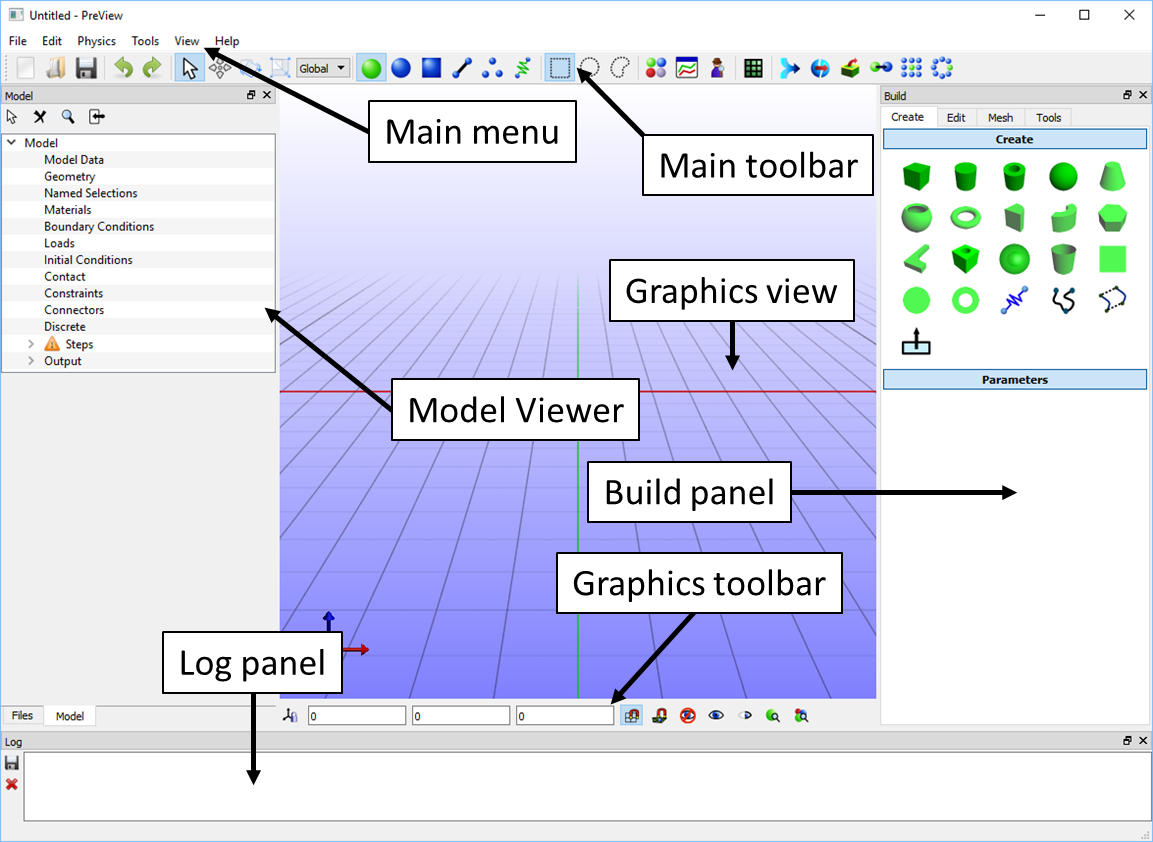 Untitled - PreView
File Edit Physics Tools View Help
Global
Model
Build
Create Edit Mesh Tools
Create
Main menu
Main toolbar
Model
Model Data
Geometry
Named Selections
Materials
Boundary Conditions
Loads
Initial Conditions
Contact
Constraints
Connectors
Discrete
Steps
Output
Graphics view
Parameters
Model Viewer
Build panel
Graphics toolbar
Log panel
Files Model
0 0 0
Log